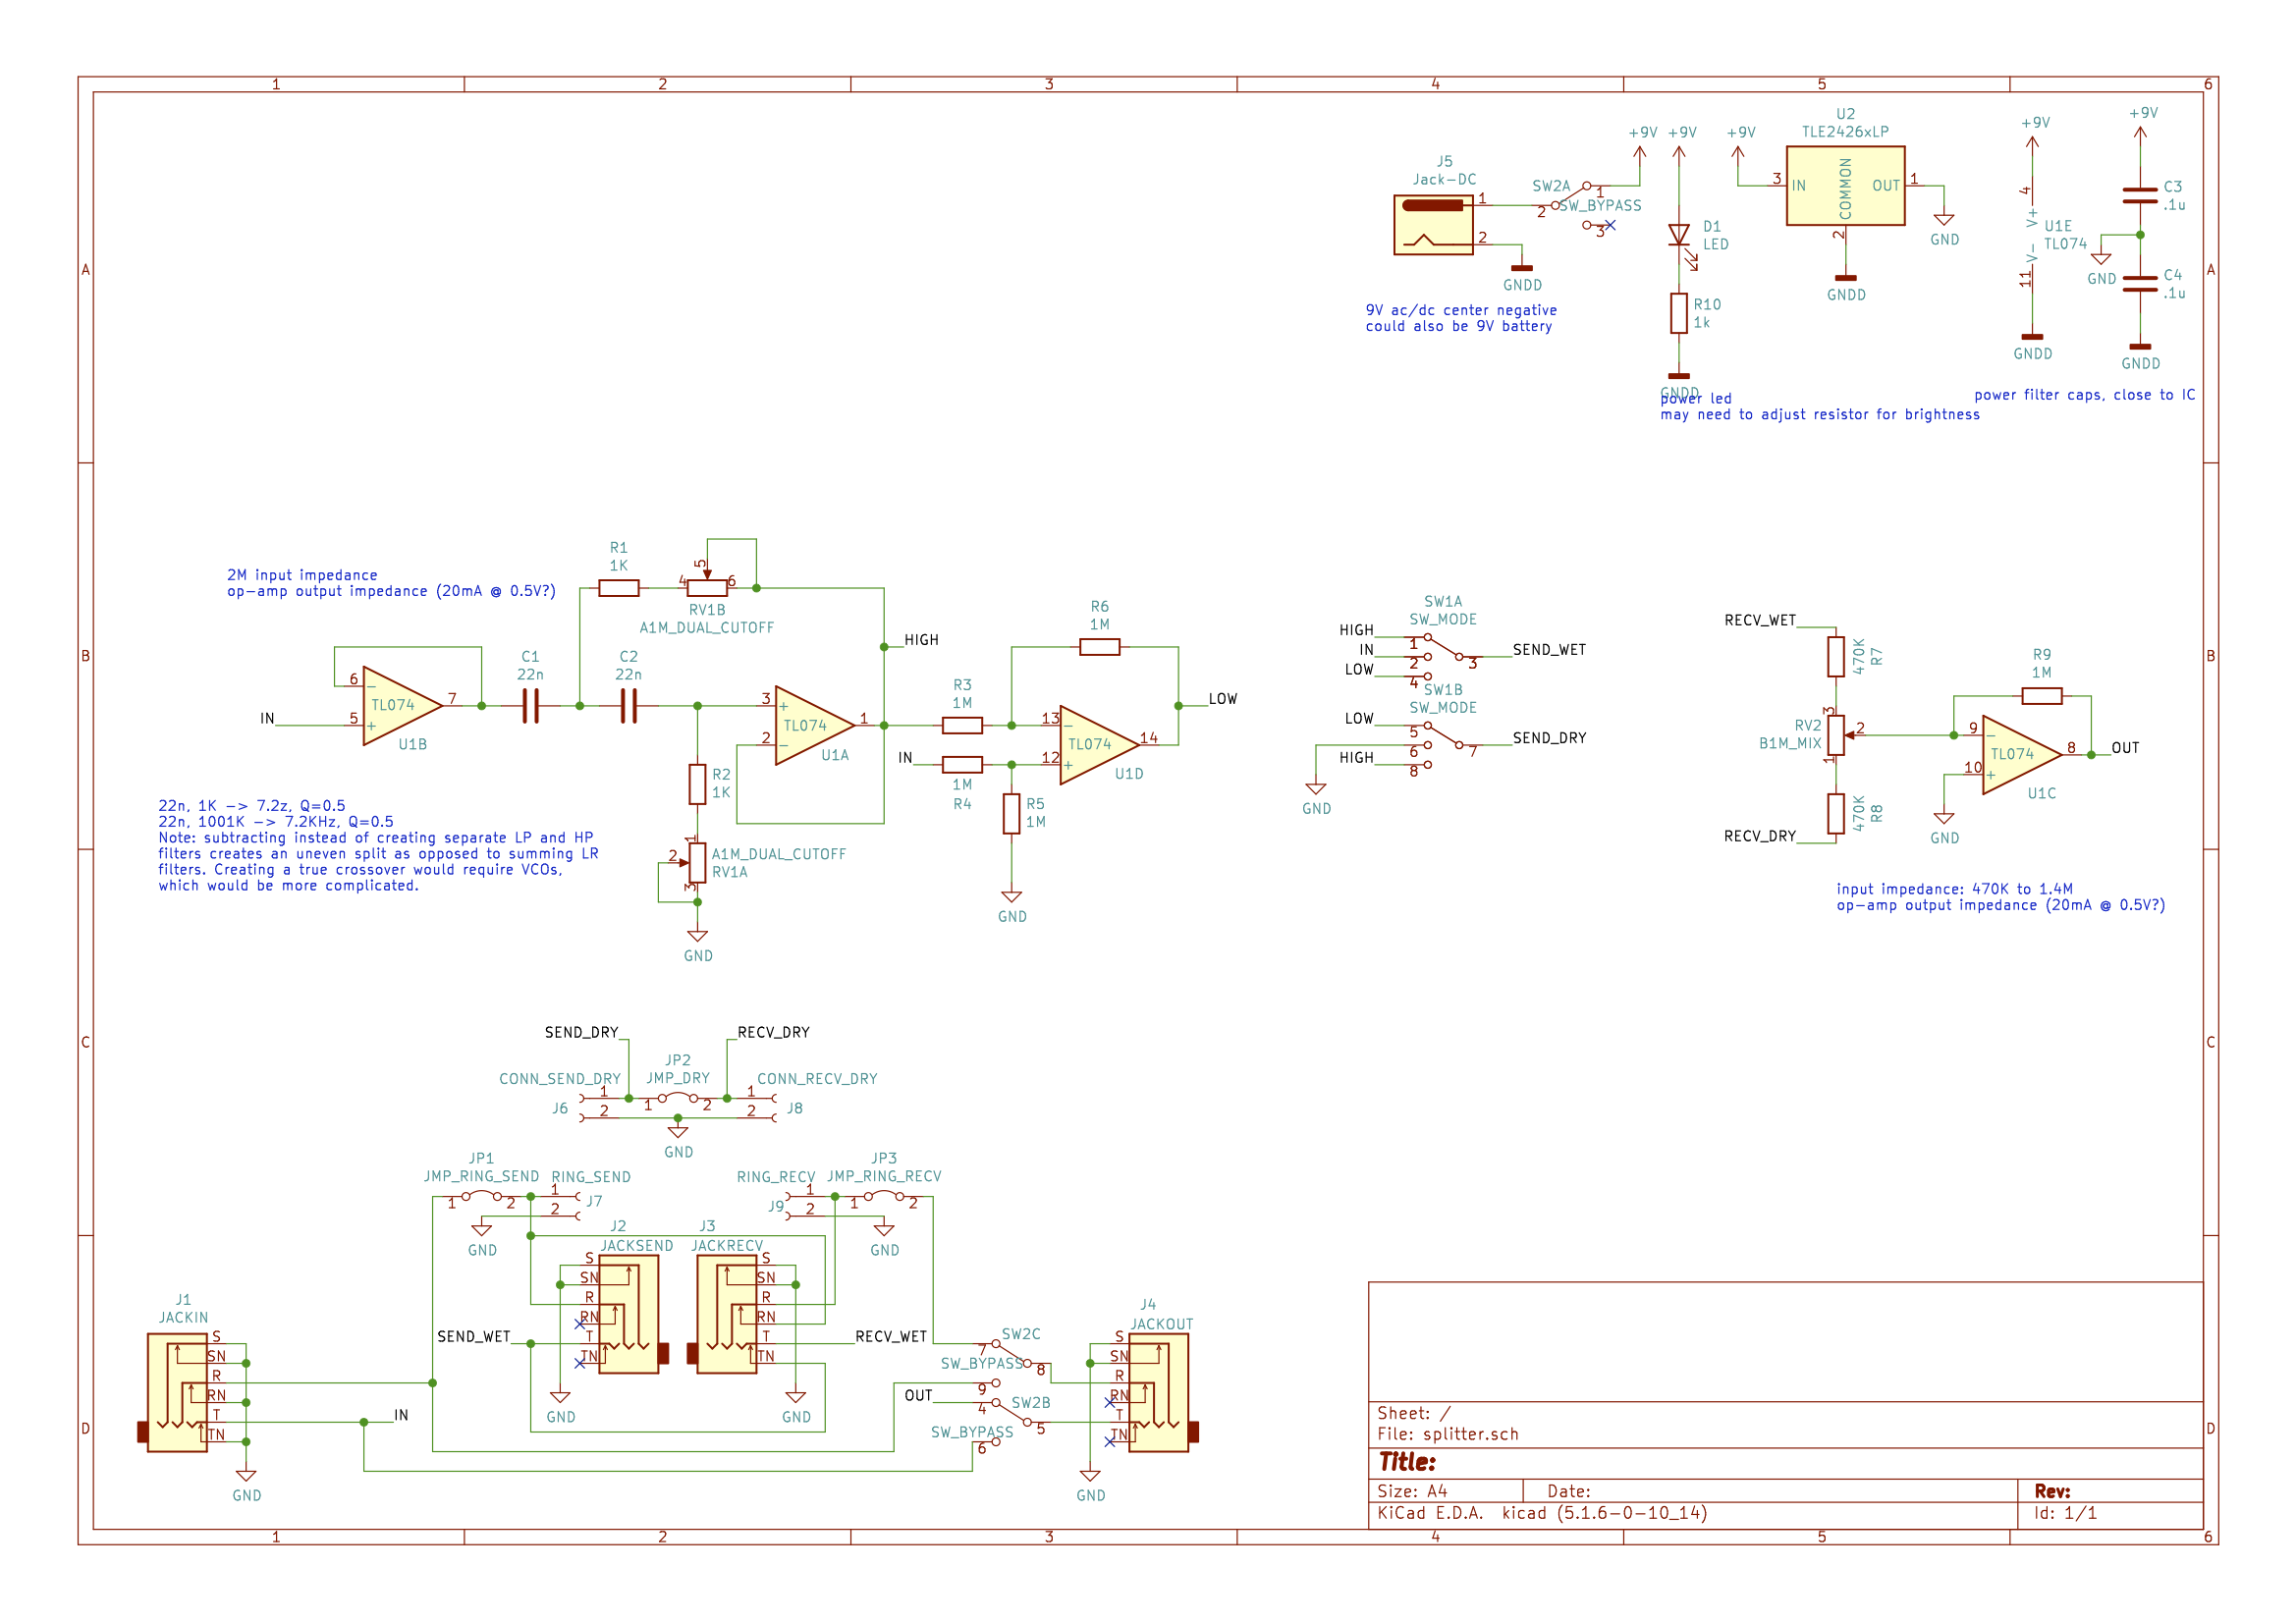 1 2 3 4 5 6
A
B
C
D
A
B
C
D
J5
Jack-DC
1
2
SW2A
SW_BYPASS
1
2
3
GNDD
9V ac/dc center negative
could also be 9V battery
+9V
+9V
+9V
D1
LED
R10
1k
GNDD
power led
may need to adjust resistor for brightness
U2
TLE2426xLP
3 IN
COMMON
OUT 1
2
GND
GNDD
+9V
4
V+
U1E
TL074
V-
11
GNDD
+9V
C3
.1u
GND
C4
.1u
GNDD
power filter caps, close to IC
2M input impedance
op-amp output impedance (20mA @ 0.5V?)
R1
1K
5
4 6
RV1B
A1M_DUAL_CUTOFF
IN
6 −
TL074
7
5 +
U1B
C1
22n
C2
22n
3 +
TL074
1
2 −
U1A
HIGH
R2
1K
1
2
3
A1M_DUAL_CUTOFF
RV1A
GND
R3
1M
IN
1M
R4
R5
1M
GND
R6
1M
13 −
TL074
14
12 +
U1D
LOW
22n, 1K -> 7.2z, Q=0.5
22n, 1001K -> 7.2KHz, Q=0.5
Note: subtracting instead of creating separate LP and HP
filters creates an uneven split as opposed to summing LR
filters. Creating a true crossover would require VCOs,
which would be more complicated.
SW1A
SW_MODE
HIGH 1
IN 2
LOW 4
3 SEND_WET
SW1B
SW_MODE
LOW 5
6
HIGH 8
7 SEND_DRY
GND
RECV_WET
470K
R7
RV2
B1M_MIX
3
2
1
470K
R8
RECV_DRY
R9
1M
9 −
TL074
8
10 +
U1C
OUT
GND
input impedance: 470K to 1.4M
op-amp output impedance (20mA @ 0.5V?)
SEND_DRY
RECV_DRY
CONN_SEND_DRY
JP2
JMP_DRY
CONN_RECV_DRY
J6
1
2
1 2
1
2
J8
GND
JP1
JMP_RING_SEND
1 2
RING_SEND
1
2
J7
GND
RING_RECV
1
2
J9
JP3
JMP_RING_RECV
1 2
GND
J2
JACKSEND
S
SN
R
RN
T
TN
SEND_WET
GND
J3
JACKRECV
S
SN
R
RN
T
TN
RECV_WET
GND
J1
JACKIN
S
SN
R
RN
T
TN
IN
GND
SW2C
SW_BYPASS
7
8
9
OUT
SW2B
SW_BYPASS
4
5
6
J4
JACKOUT
S
SN
R
RN
T
TN
GND
Sheet: /
File: splitter.sch
Title:
Size: A4 Date: Rev:
KiCad E.D.A. kicad (5.1.6-0-10_14) Id: 1/1
1 2 3 4 5 6